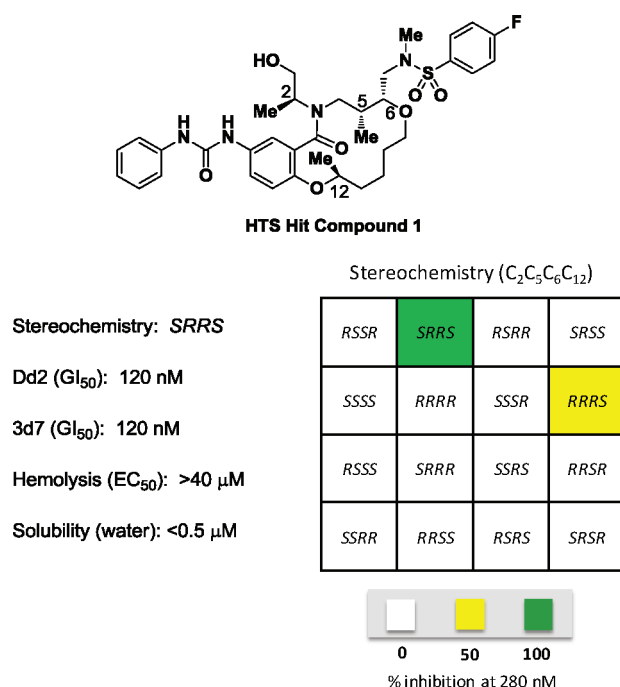 F
Me
N
S
O O
HO
2
Me
N
5
6
O
Me
H
N
H
N
O
O
Me
O
12
HTS Hit Compound 1
Stereochemistry (C₂C₅C₆C₁₂)
Stereochemistry: SRRS
Dd2 (GI₅₀): 120 nM
3d7 (GI₅₀): 120 nM
Hemolysis (EC₅₀): >40 μM
Solubility (water): <0.5 μM
RSSR SRRS RSRR SRSS
SSSS RRRR SSSR RRRS
RSSS SRRR SSRS RRSR
SSRR RRSS RSRS SRSR
0 50 100
% inhibition at 280 nM